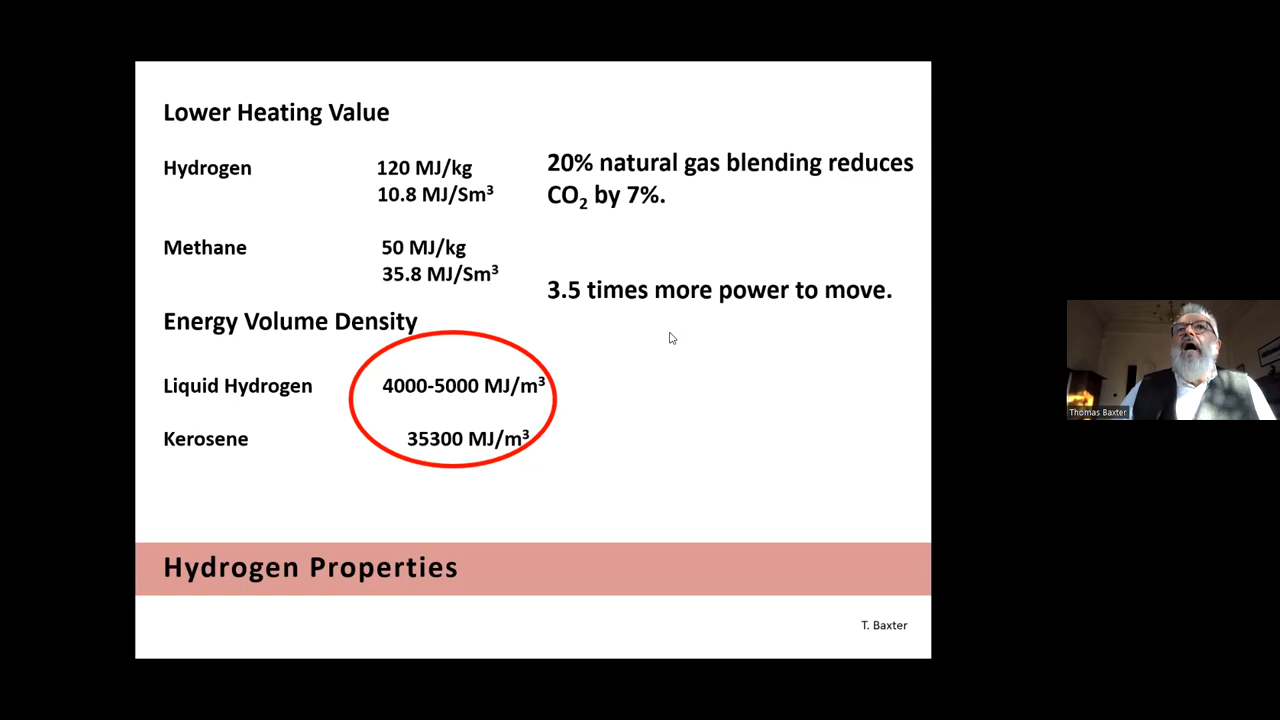 Lower Heating Value
Hydrogen 120 MJ/kg
10.8 MJ/Sm³
20% natural gas blending reduces
CO₂ by 7%.
Methane 50 MJ/kg
35.8 MJ/Sm³
3.5 times more power to move.
Energy Volume Density
Liquid Hydrogen 4000-5000 MJ/m³
Kerosene 35300 MJ/m³
Hydrogen Properties
T. Baxter
Thomas Baxter